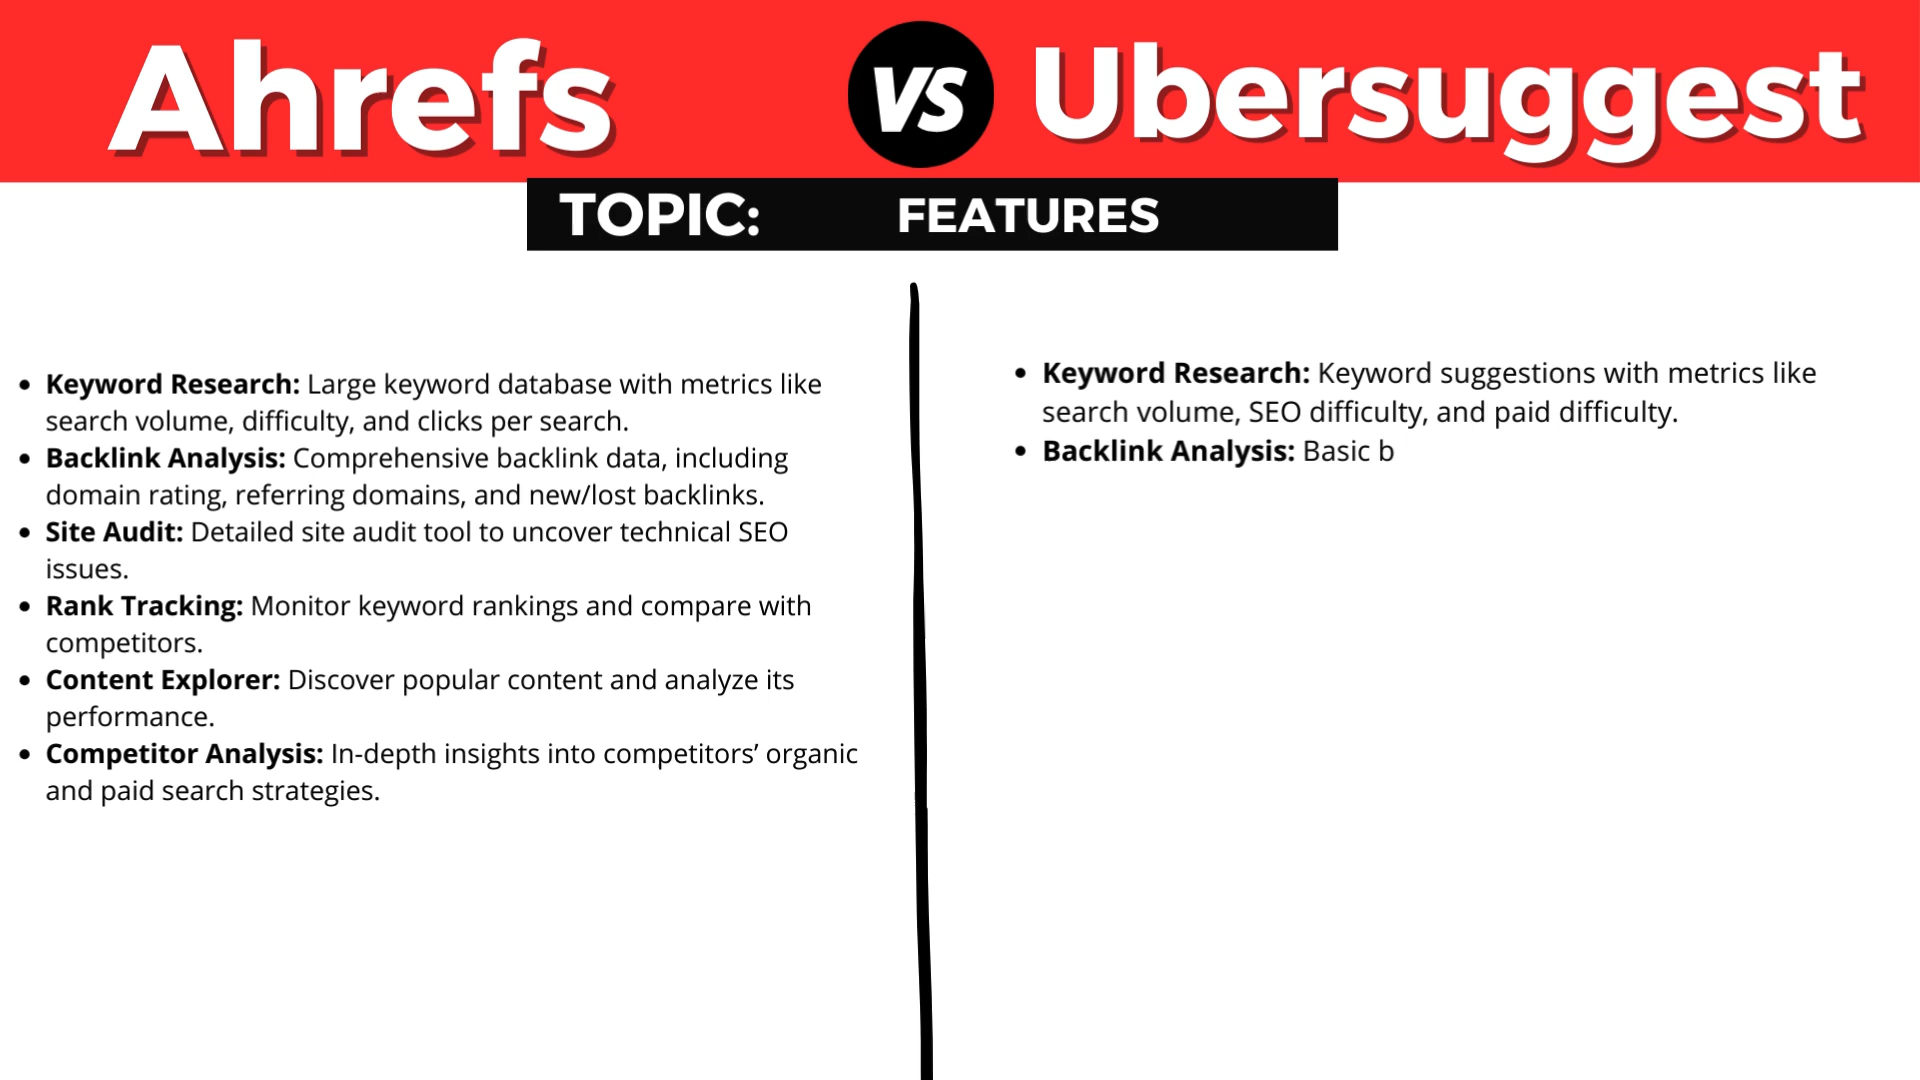 Ahrefs VS Ubersuggest
TOPIC: FEATURES
• Keyword Research: Large keyword database with metrics like
search volume, difficulty, and clicks per search.
• Backlink Analysis: Comprehensive backlink data, including
domain rating, referring domains, and new/lost backlinks.
• Site Audit: Detailed site audit tool to uncover technical SEO
issues.
• Rank Tracking: Monitor keyword rankings and compare with
competitors.
• Content Explorer: Discover popular content and analyze its
performance.
• Competitor Analysis: In-depth insights into competitors’ organic
and paid search strategies.
• Keyword Research: Keyword suggestions with metrics like
search volume, SEO difficulty, and paid difficulty.
• Backlink Analysis: Basic b